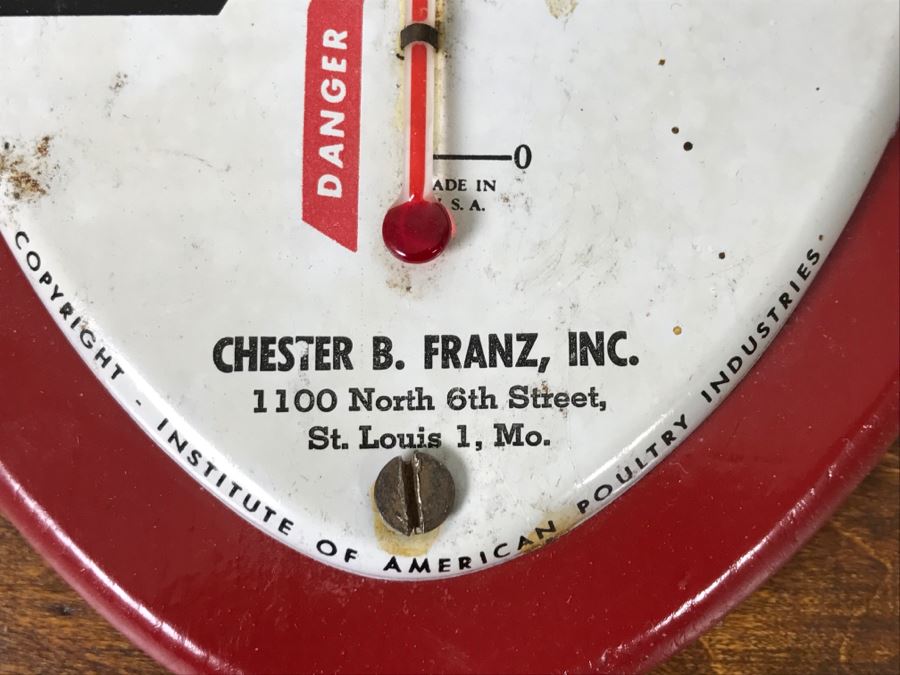 DANGER
0
ADE IN
S. A.
CHESTER B. FRANZ, INC.
1100 North 6th Street,
St. Louis 1, Mo.
COPYRIGHT - INSTITUTE OF AMERICAN POULTRY INDUSTRIES